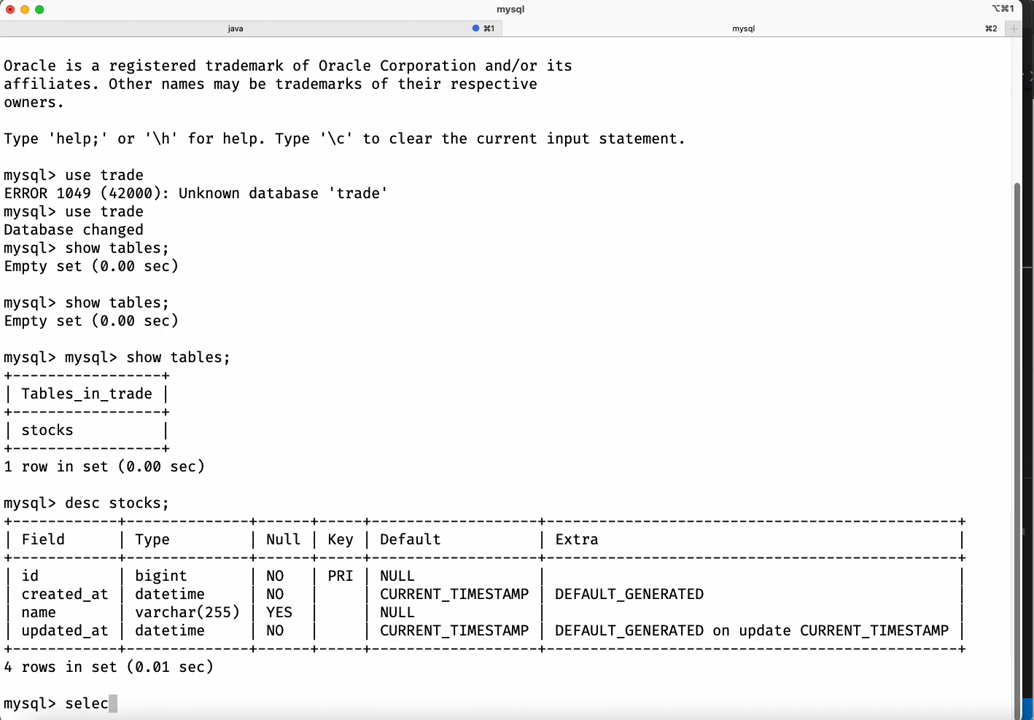 mysql
⌥⌘1
java
⌘1
mysql
⌘2
Oracle is a registered trademark of Oracle Corporation and/or its
affiliates. Other names may be trademarks of their respective
owners.
Type 'help;' or '\h' for help. Type '\c' to clear the current input statement.
mysql> use trade
ERROR 1049 (42000): Unknown database 'trade'
mysql> use trade
Database changed
mysql> show tables;
Empty set (0.00 sec)
mysql> show tables;
Empty set (0.00 sec)
mysql> mysql> show tables;
+-----------------+
| Tables_in_trade |
+-----------------+
| stocks          |
+-----------------+
1 row in set (0.00 sec)
mysql> desc stocks;
+------------+--------------+------+-----+-------------------+-----------------------------------------------+
| Field      | Type         | Null | Key | Default           | Extra                                         |
+------------+--------------+------+-----+-------------------+-----------------------------------------------+
| id         | bigint       | NO   | PRI | NULL              |                                               |
| created_at | datetime     | NO   |     | CURRENT_TIMESTAMP | DEFAULT_GENERATED                             |
| name       | varchar(255) | YES  |     | NULL              |                                               |
| updated_at | datetime     | NO   |     | CURRENT_TIMESTAMP | DEFAULT_GENERATED on update CURRENT_TIMESTAMP |
+------------+--------------+------+-----+-------------------+-----------------------------------------------+
4 rows in set (0.01 sec)
mysql> selec